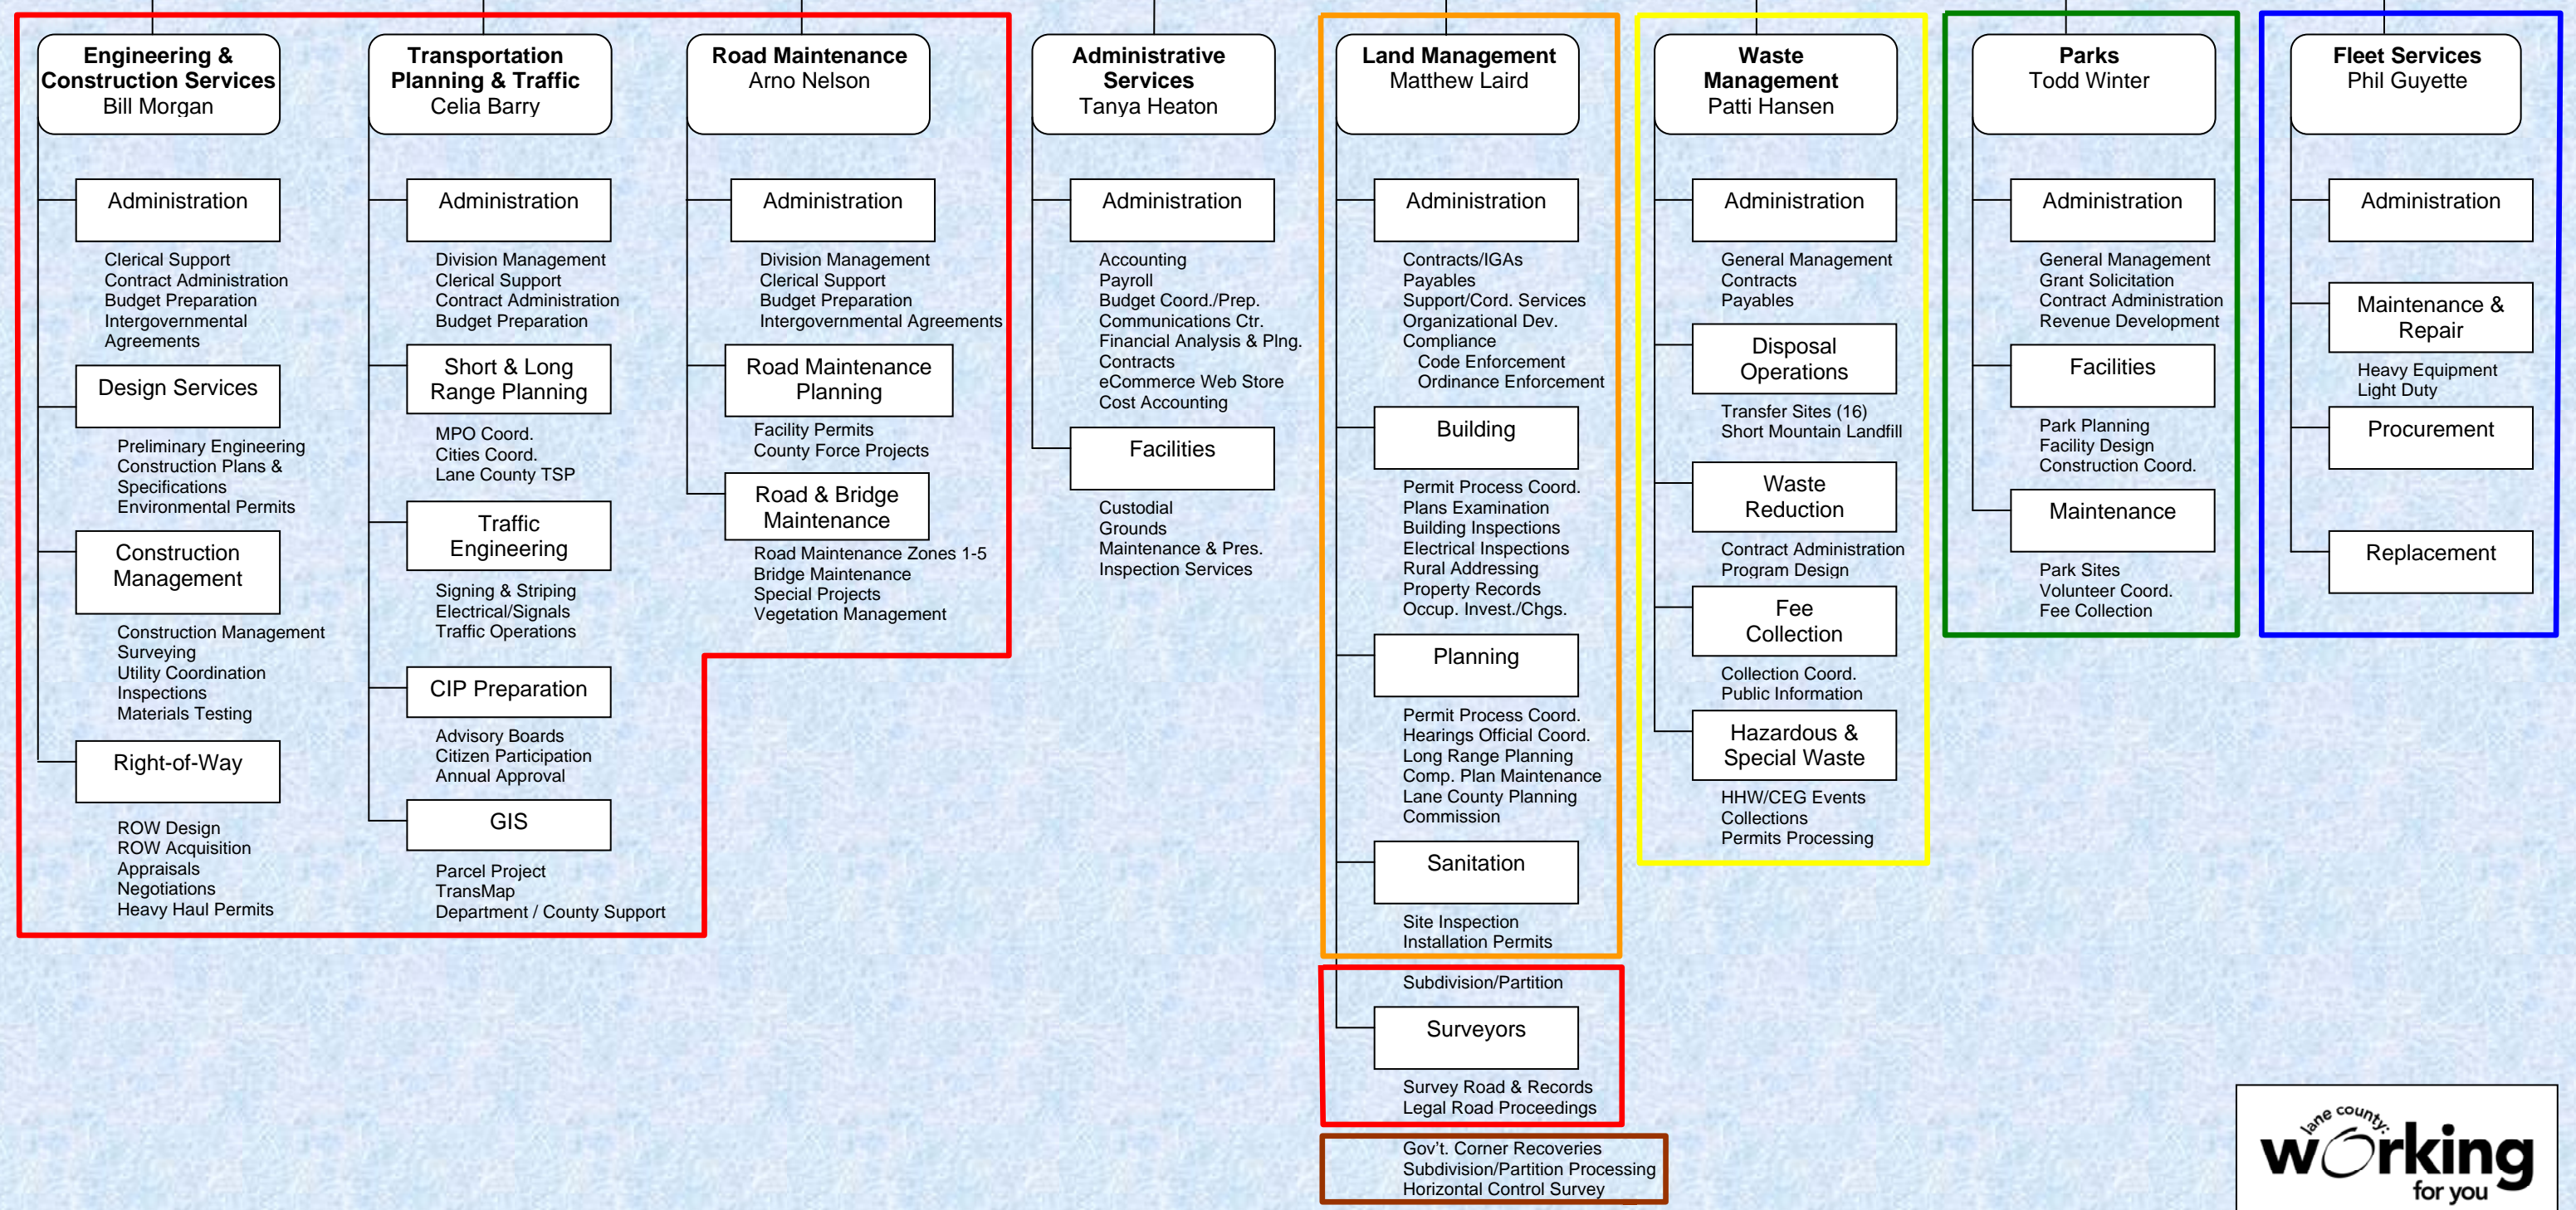 Engineering &
Construction Services
Bill Morgan
Administration
Clerical Support
Contract Administration
Budget Preparation
Intergovernmental
Agreements
Design Services
Preliminary Engineering
Construction Plans &
Specifications
Environmental Permits
Construction
Management
Construction Management
Surveying
Utility Coordination
Inspections
Materials Testing
Right-of-Way
ROW Design
ROW Acquisition
Appraisals
Negotiations
Heavy Haul Permits
Transportation
Planning & Traffic
Celia Barry
Administration
Division Management
Clerical Support
Contract Administration
Budget Preparation
Short & Long
Range Planning
MPO Coord.
Cities Coord.
Lane County TSP
Traffic
Engineering
Signing & Striping
Electrical/Signals
Traffic Operations
CIP Preparation
Advisory Boards
Citizen Participation
Annual Approval
GIS
Parcel Project
TransMap
Department / County Support
Road Maintenance
Arno Nelson
Administration
Division Management
Clerical Support
Budget Preparation
Intergovernmental Agreements
Road Maintenance
Planning
Facility Permits
County Force Projects
Road & Bridge
Maintenance
Road Maintenance Zones 1-5
Bridge Maintenance
Special Projects
Vegetation Management
Administrative
Services
Tanya Heaton
Administration
Accounting
Payroll
Budget Coord./Prep.
Communications Ctr.
Financial Analysis & Plng.
Contracts
eCommerce Web Store
Cost Accounting
Facilities
Custodial
Grounds
Maintenance & Pres.
Inspection Services
Land Management
Matthew Laird
Administration
Contracts/IGAs
Payables
Support/Cord. Services
Organizational Dev.
Compliance
Code Enforcement
Ordinance Enforcement
Building
Permit Process Coord.
Plans Examination
Building Inspections
Electrical Inspections
Rural Addressing
Property Records
Occup. Invest./Chgs.
Planning
Permit Process Coord.
Hearings Official Coord.
Long Range Planning
Comp. Plan Maintenance
Lane County Planning
Commission
Sanitation
Site Inspection
Installation Permits
Subdivision/Partition
Surveyors
Survey Road & Records
Legal Road Proceedings
Gov't. Corner Recoveries
Subdivision/Partition Processing
Horizontal Control Survey
Waste
Management
Patti Hansen
Administration
General Management
Contracts
Payables
Disposal
Operations
Transfer Sites (16)
Short Mountain Landfill
Waste
Reduction
Contract Administration
Program Design
Fee
Collection
Collection Coord.
Public Information
Hazardous &
Special Waste
HHW/CEG Events
Collections
Permits Processing
Parks
Todd Winter
Administration
General Management
Grant Solicitation
Contract Administration
Revenue Development
Facilities
Park Planning
Facility Design
Construction Coord.
Maintenance
Park Sites
Volunteer Coord.
Fee Collection
Fleet Services
Phil Guyette
Administration
Maintenance &
Repair
Heavy Equipment
Light Duty
Procurement
Replacement
lane county:
working
for you